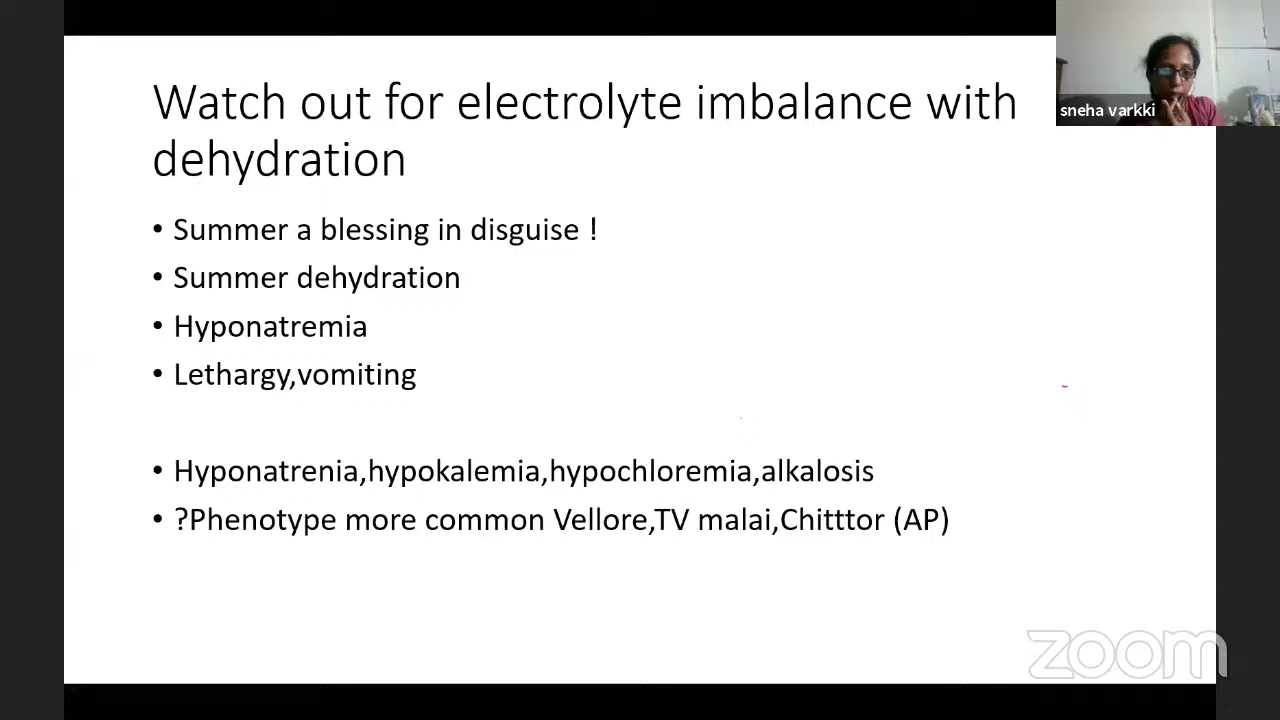 Watch out for electrolyte imbalance with
dehydration
sneha varkki
• Summer a blessing in disguise !
• Summer dehydration
• Hyponatremia
• Lethargy,vomiting
• Hyponatrenia,hypokalemia,hypochloremia,alkalosis
• ?Phenotype more common Vellore,TV malai,Chitttor (AP)
zoom